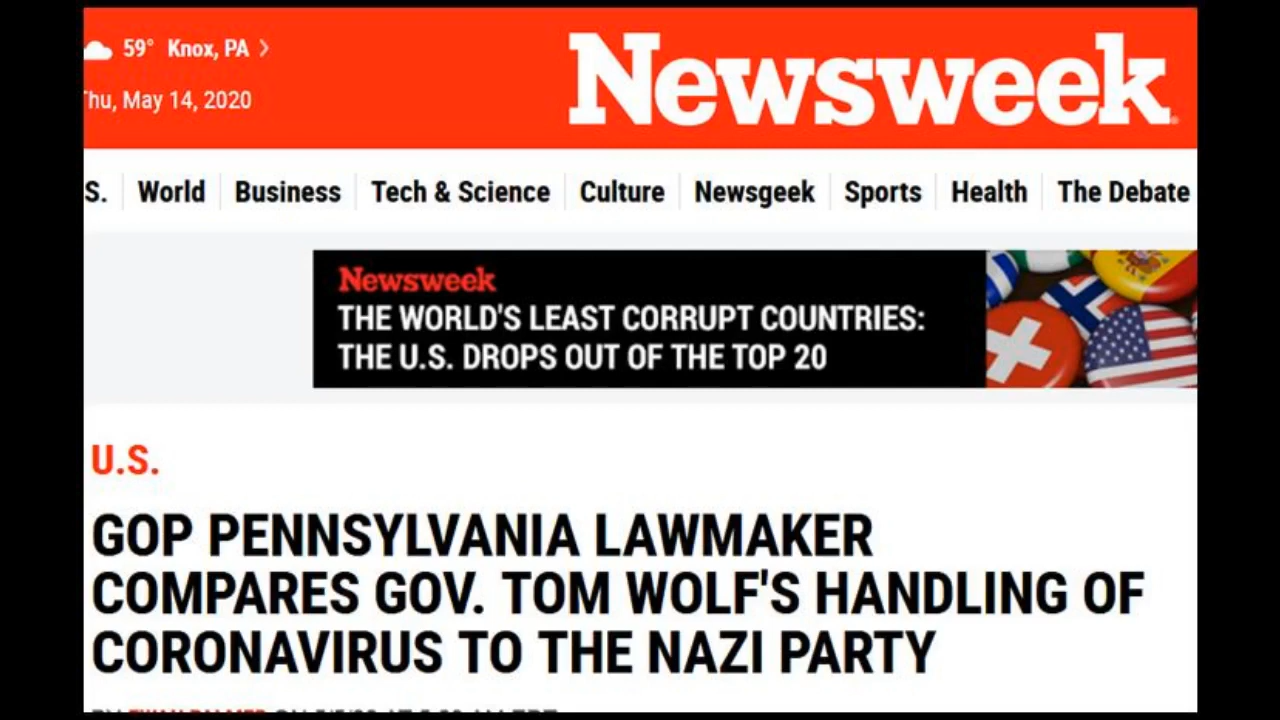 59° Knox, PA >
Newsweek
Thu, May 14, 2020
S. World Business Tech & Science Culture Newsgeek Sports Health The Debate
Newsweek
THE WORLD'S LEAST CORRUPT COUNTRIES:
THE U.S. DROPS OUT OF THE TOP 20
U.S.
GOP PENNSYLVANIA LAWMAKER
COMPARES GOV. TOM WOLF'S HANDLING OF
CORONAVIRUS TO THE NAZI PARTY